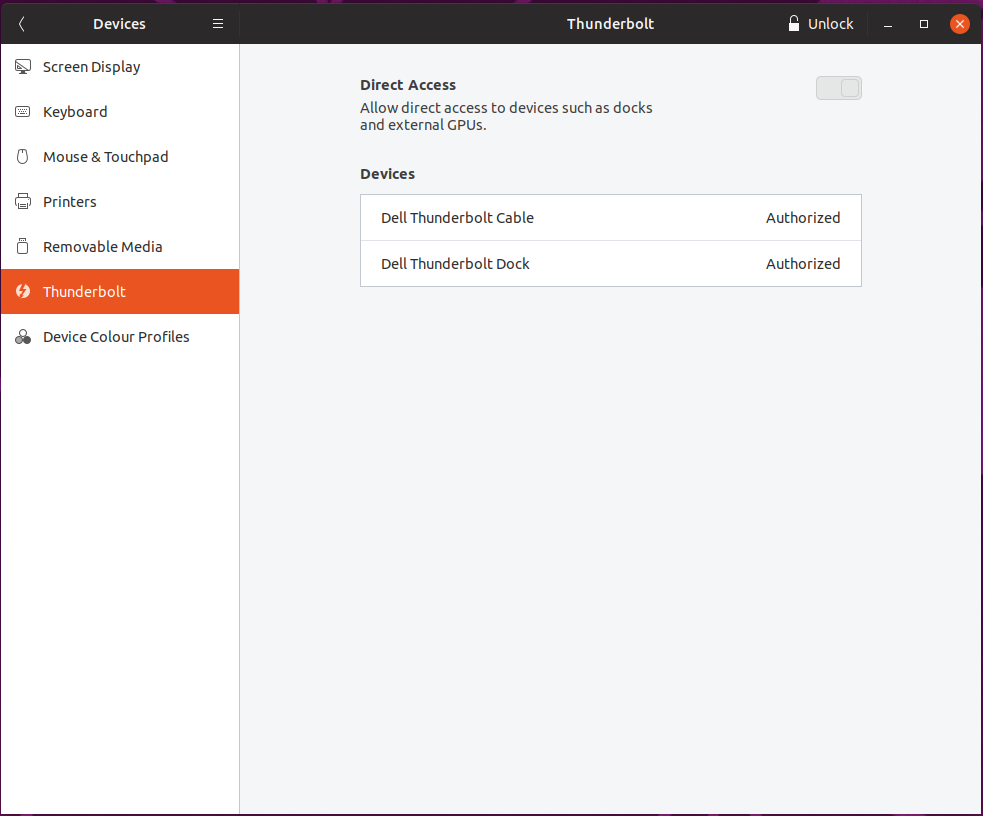 Devices
Thunderbolt
Unlock
Screen Display
Keyboard
Mouse & Touchpad
Printers
Removable Media
Thunderbolt
Device Colour Profiles
Direct Access
Allow direct access to devices such as docks
and external GPUs.
Devices
Dell Thunderbolt Cable Authorized
Dell Thunderbolt Dock Authorized